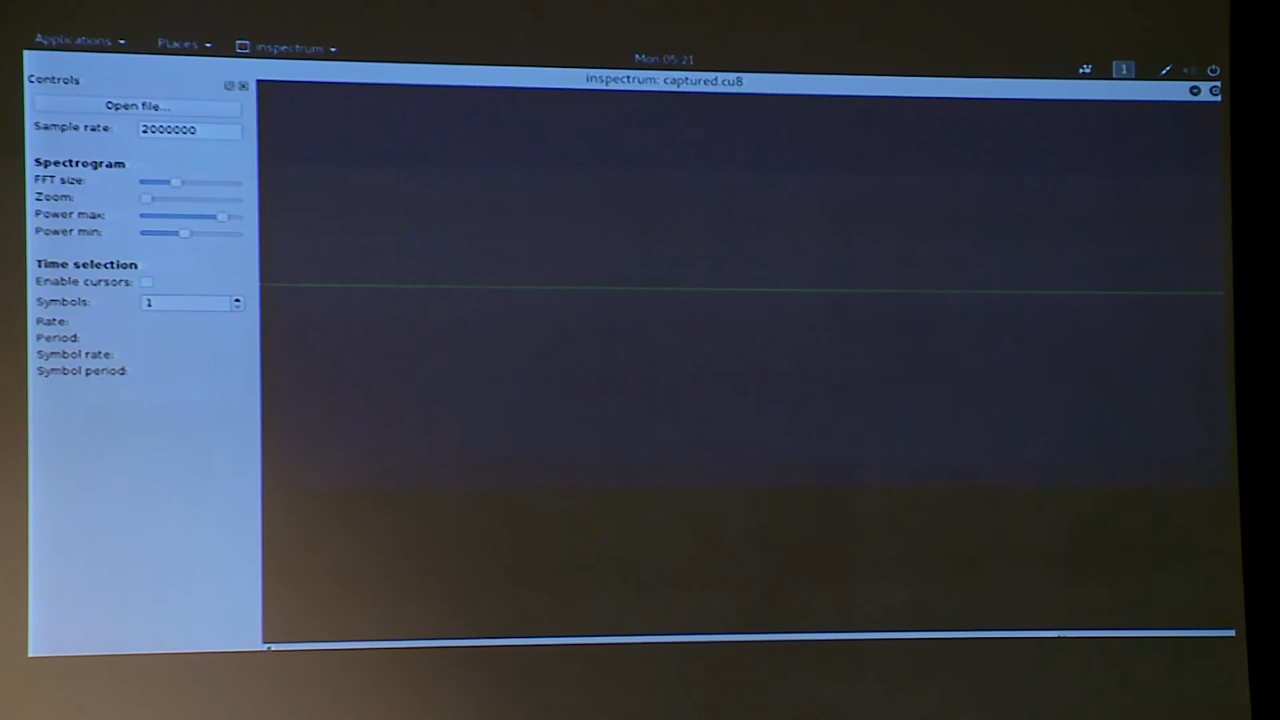 Applications Places inspectrum
Mon 05 21
1
inspectrum: captured.cu8
Controls
Open file...
Sample rate: 2000000
Spectrogram
FFT size:
Zoom:
Power max:
Power min:
Time selection
Enable cursors:
Symbols: 1
Rate:
Period:
Symbol rate:
Symbol period: